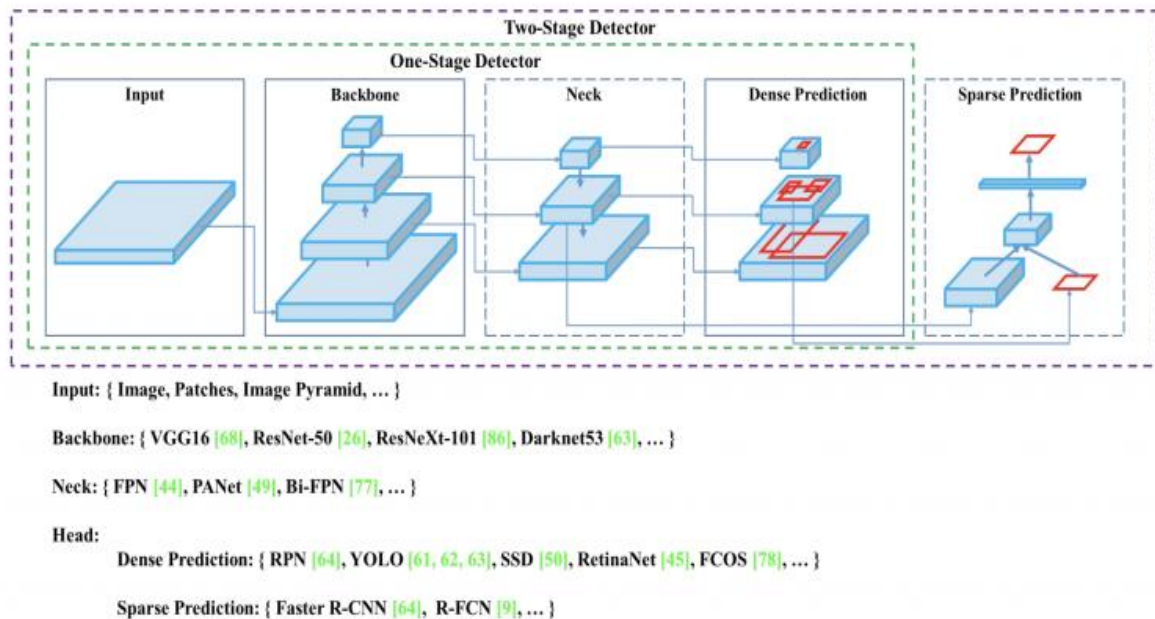 Two-Stage Detector
One-Stage Detector
Input
Backbone
Neck
Dense Prediction
Sparse Prediction
Input: { Image, Patches, Image Pyramid, … }
Backbone: { VGG16 [68], ResNet-50 [26], ResNeXt-101 [86], Darknet53 [63], … }
Neck: { FPN [44], PANet [49], Bi-FPN [77], … }
Head:
Dense Prediction: { RPN [64], YOLO [61, 62, 63], SSD [50], RetinaNet [45], FCOS [78], … }
Sparse Prediction: { Faster R-CNN [64], R-FCN [9], … }